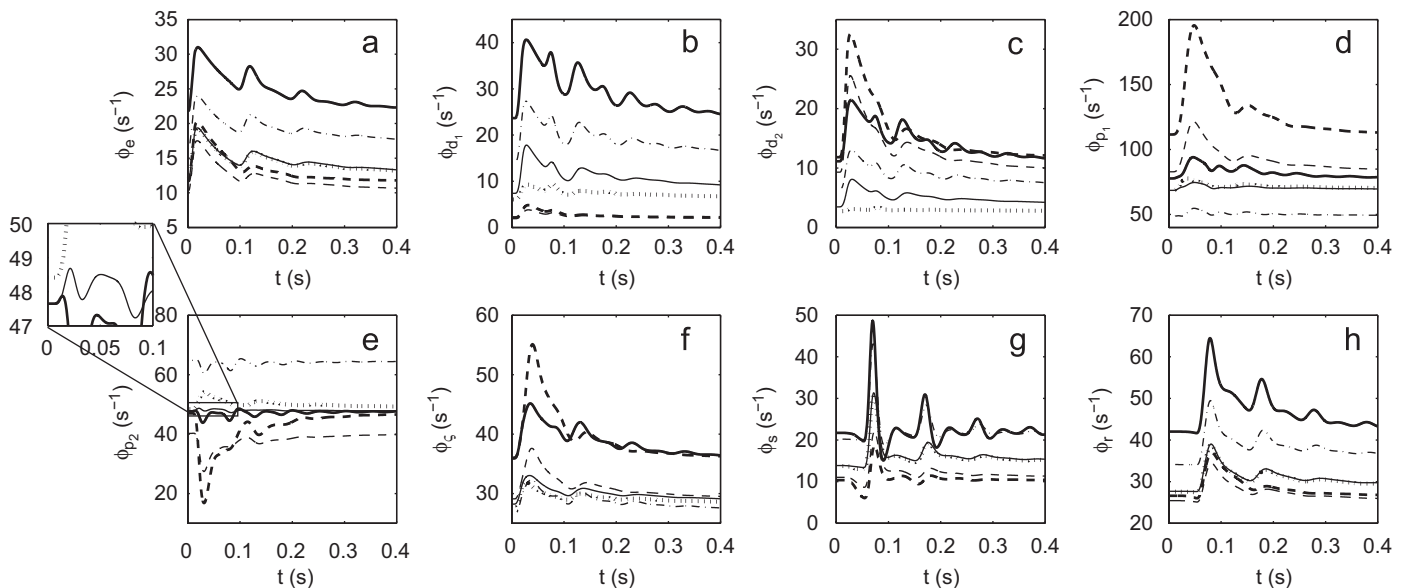 a
35
30
25
20
15
10
5
ϕe (s−1)
0 0.1 0.2 0.3 0.4
t (s)
b
40
30
20
10
0
ϕd1 (s−1)
0 0.1 0.2 0.3 0.4
t (s)
c
30
20
10
0
ϕd2 (s−1)
0 0.1 0.2 0.3 0.4
t (s)
d
200
150
100
50
ϕp1 (s−1)
0 0.1 0.2 0.3 0.4
t (s)
50
49
48
47
0 0.05 0.1
e
80
60
40
20
ϕp2 (s−1)
0 0.1 0.2 0.3 0.4
t (s)
f
60
50
40
30
ϕς (s−1)
0 0.1 0.2 0.3 0.4
t (s)
g
50
40
30
20
10
0
ϕs (s−1)
0 0.1 0.2 0.3 0.4
t (s)
h
70
60
50
40
30
20
ϕr (s−1)
0 0.1 0.2 0.3 0.4
t (s)